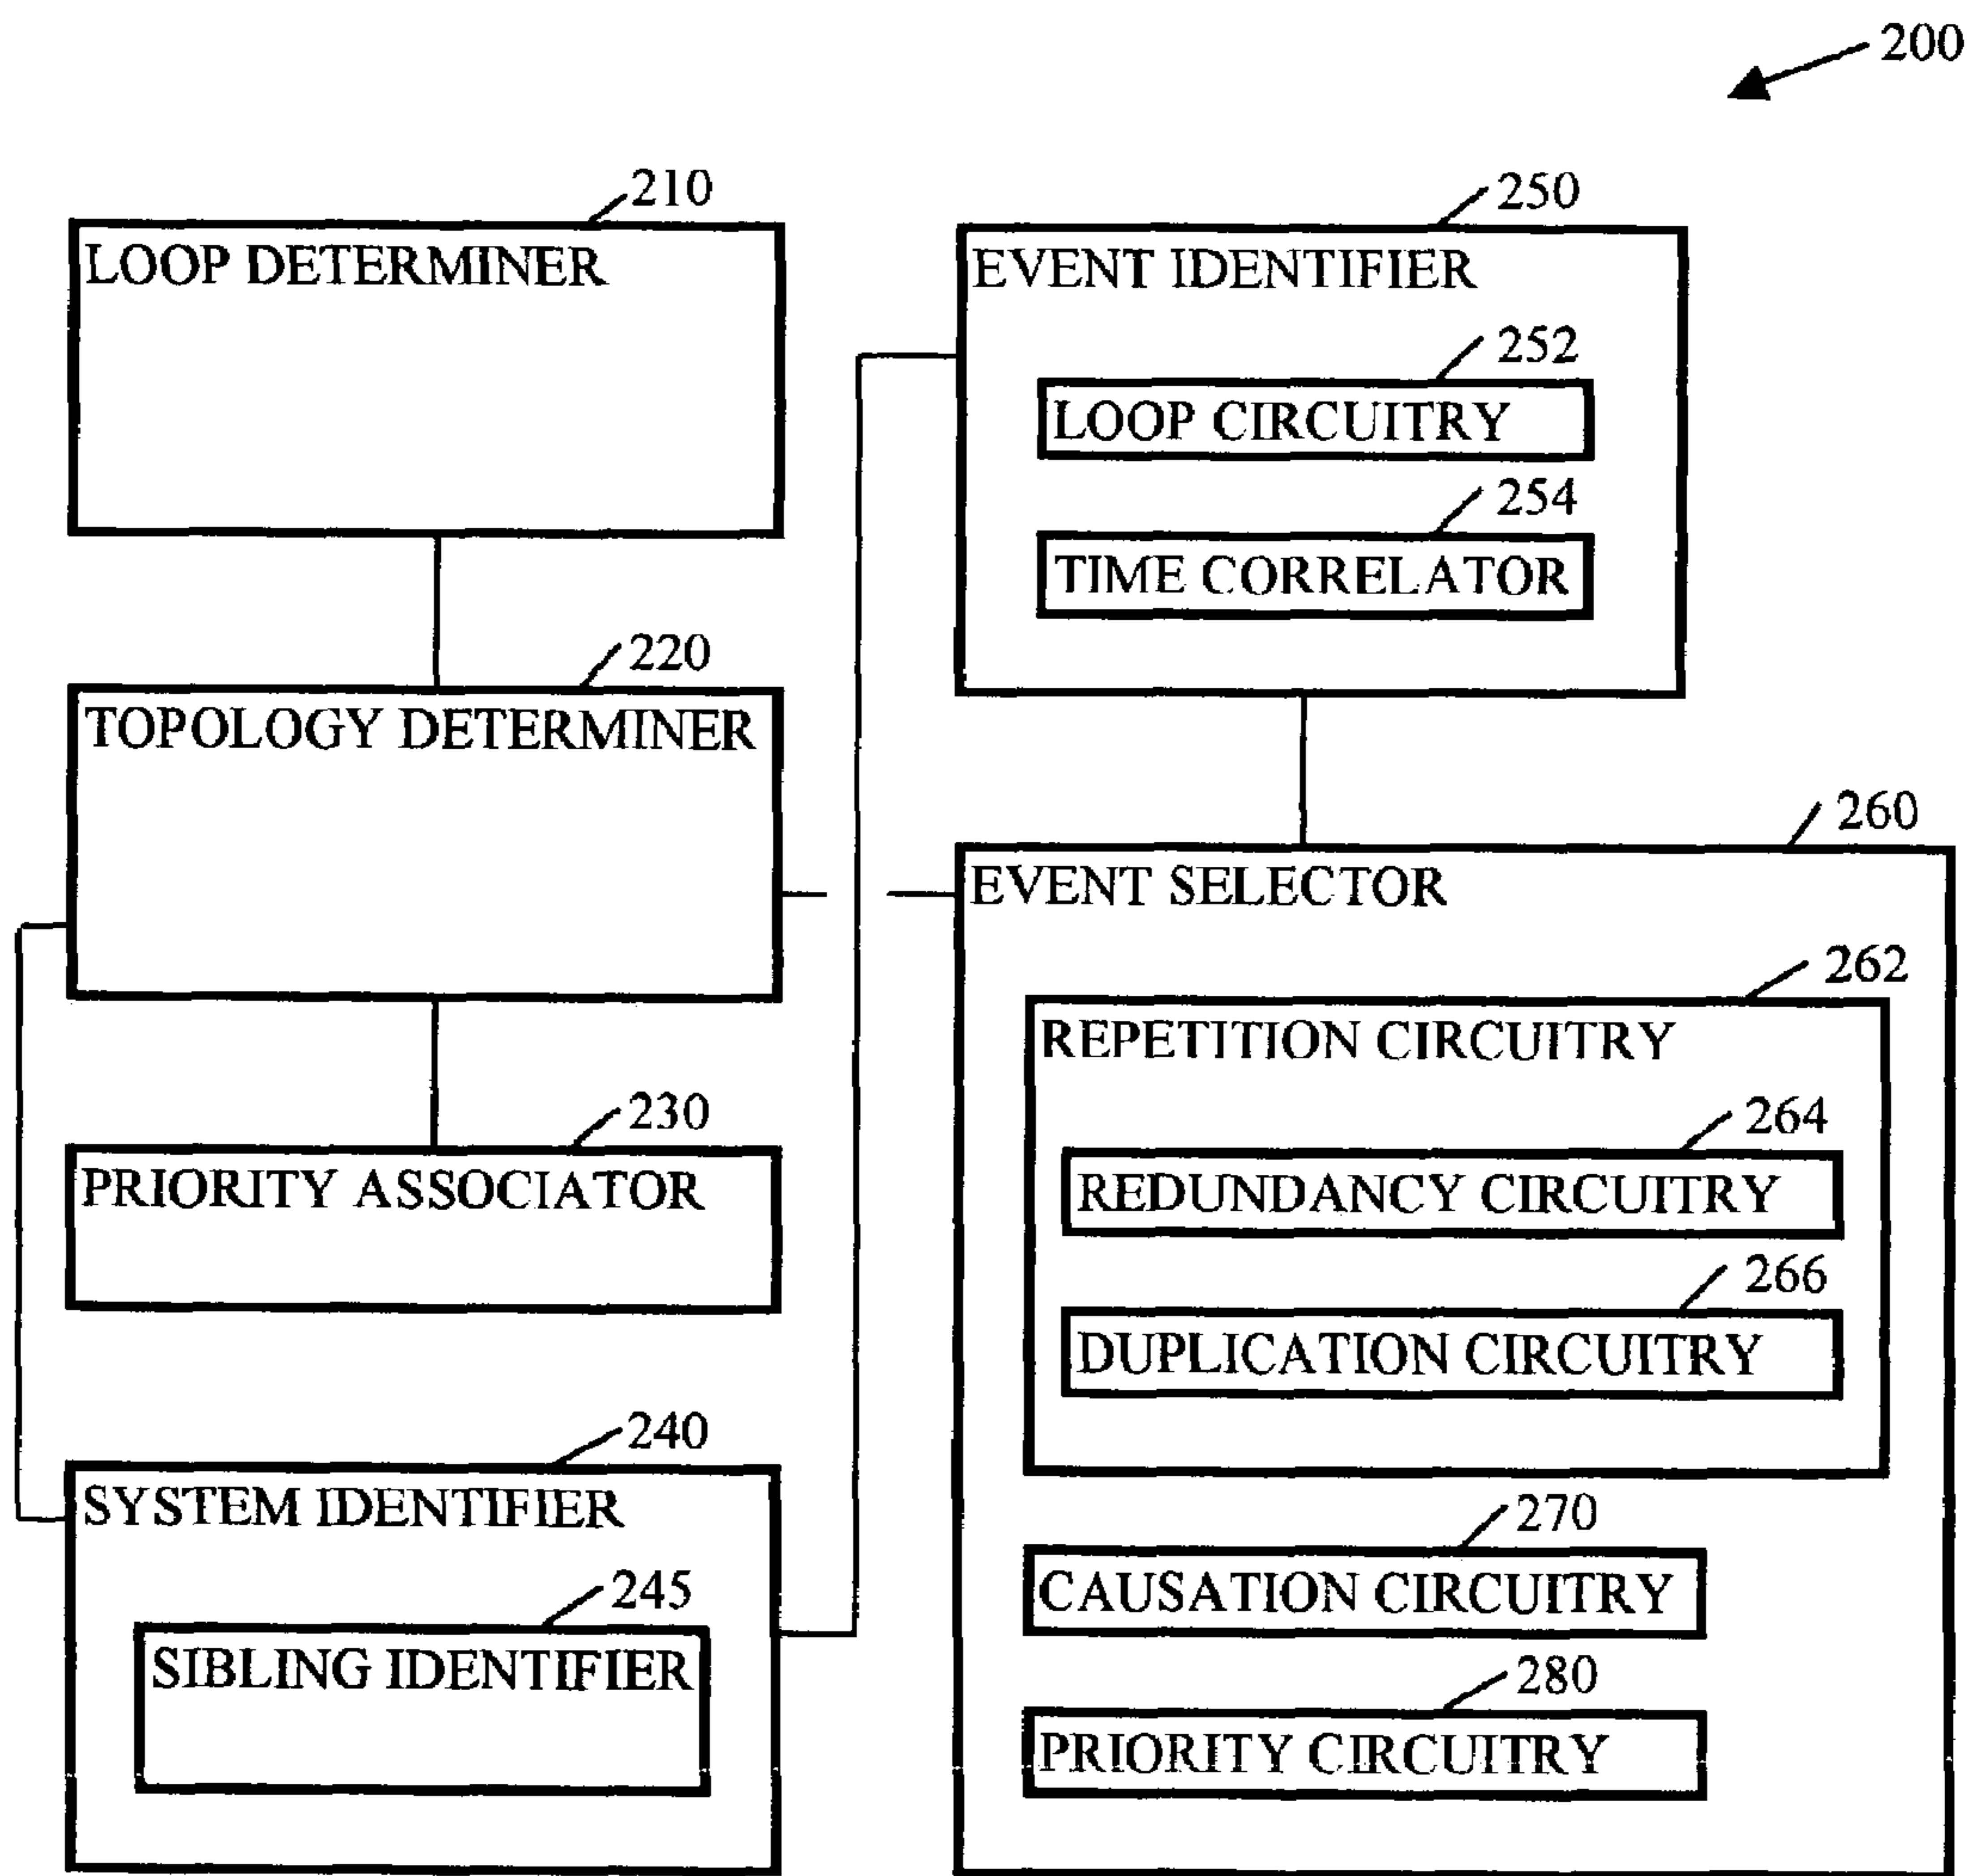 200
210
LOOP DETERMINER
220
TOPOLOGY DETERMINER
230
PRIORITY ASSOCIATOR
240
SYSTEM IDENTIFIER
245
SIBLING IDENTIFIER
250
EVENT IDENTIFIER
252
LOOP CIRCUITRY
254
TIME CORRELATOR
260
EVENT SELECTOR
262
REPETITION CIRCUITRY
264
REDUNDANCY CIRCUITRY
266
DUPLICATION CIRCUITRY
270
CAUSATION CIRCUITRY
280
PRIORITY CIRCUITRY